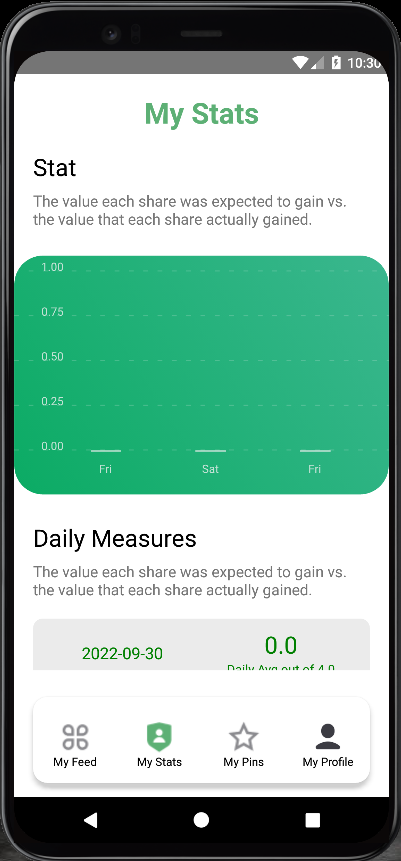 10:30
My Stats
Stat
The value each share was expected to gain vs.
the value that each share actually gained.
1.00
0.75
0.50
0.25
0.00
Fri Sat Fri
Daily Measures
The value each share was expected to gain vs.
the value that each share actually gained.
2022-09-30
0.0
Daily Avg out of 4.0
My Feed My Stats My Pins My Profile